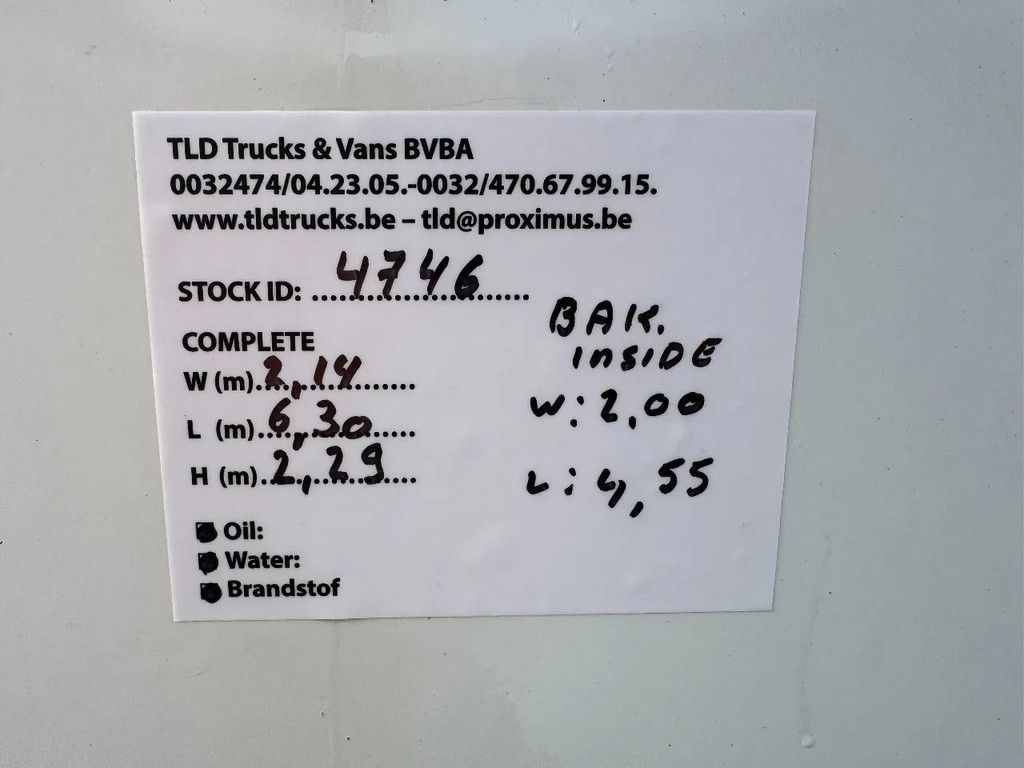 TLD Trucks & Vans BVBA
0032474/04.23.05.-0032/470.67.99.15.
www.tldtrucks.be – tld@proximus.be
STOCK ID: 4746
COMPLETE
W (m) 2,14
L (m) 6,30
H (m) 2,29
Oil:
Water:
Brandstof
BAK.
INSIDE
W: 2,00
L: 4,55